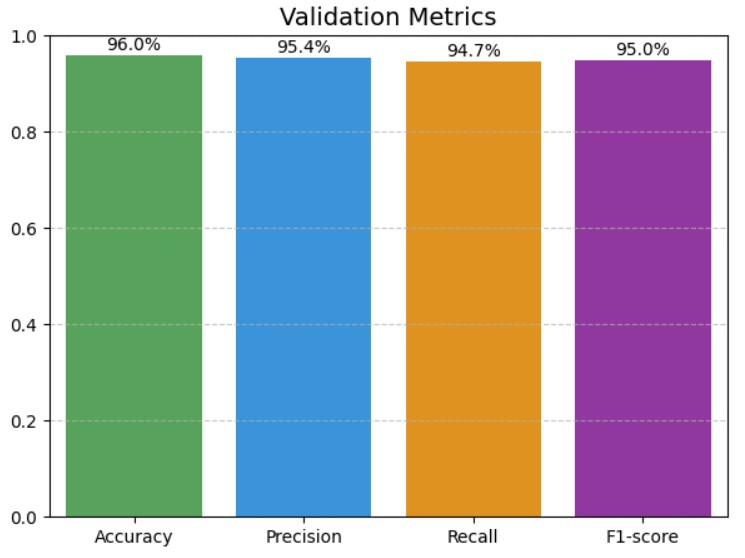 Validation Metrics
96.0% 95.4% 94.7% 95.0%
1.0
0.8
0.6
0.4
0.2
0.0
Accuracy Precision Recall F1-score